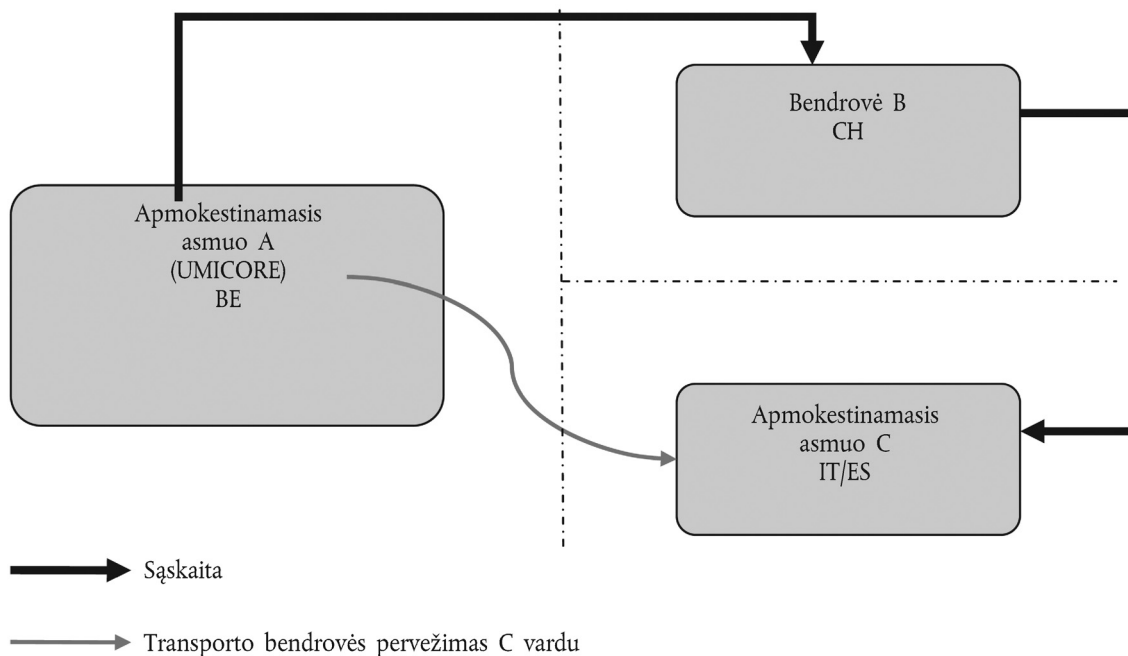 Bendrovė B
CH
Apmokestinamasis
asmuo A
(UMICORE)
BE
Apmokestinamasis
asmuo C
IT/ES
Sąskaita
Transporto bendrovės pervežimas C vardu